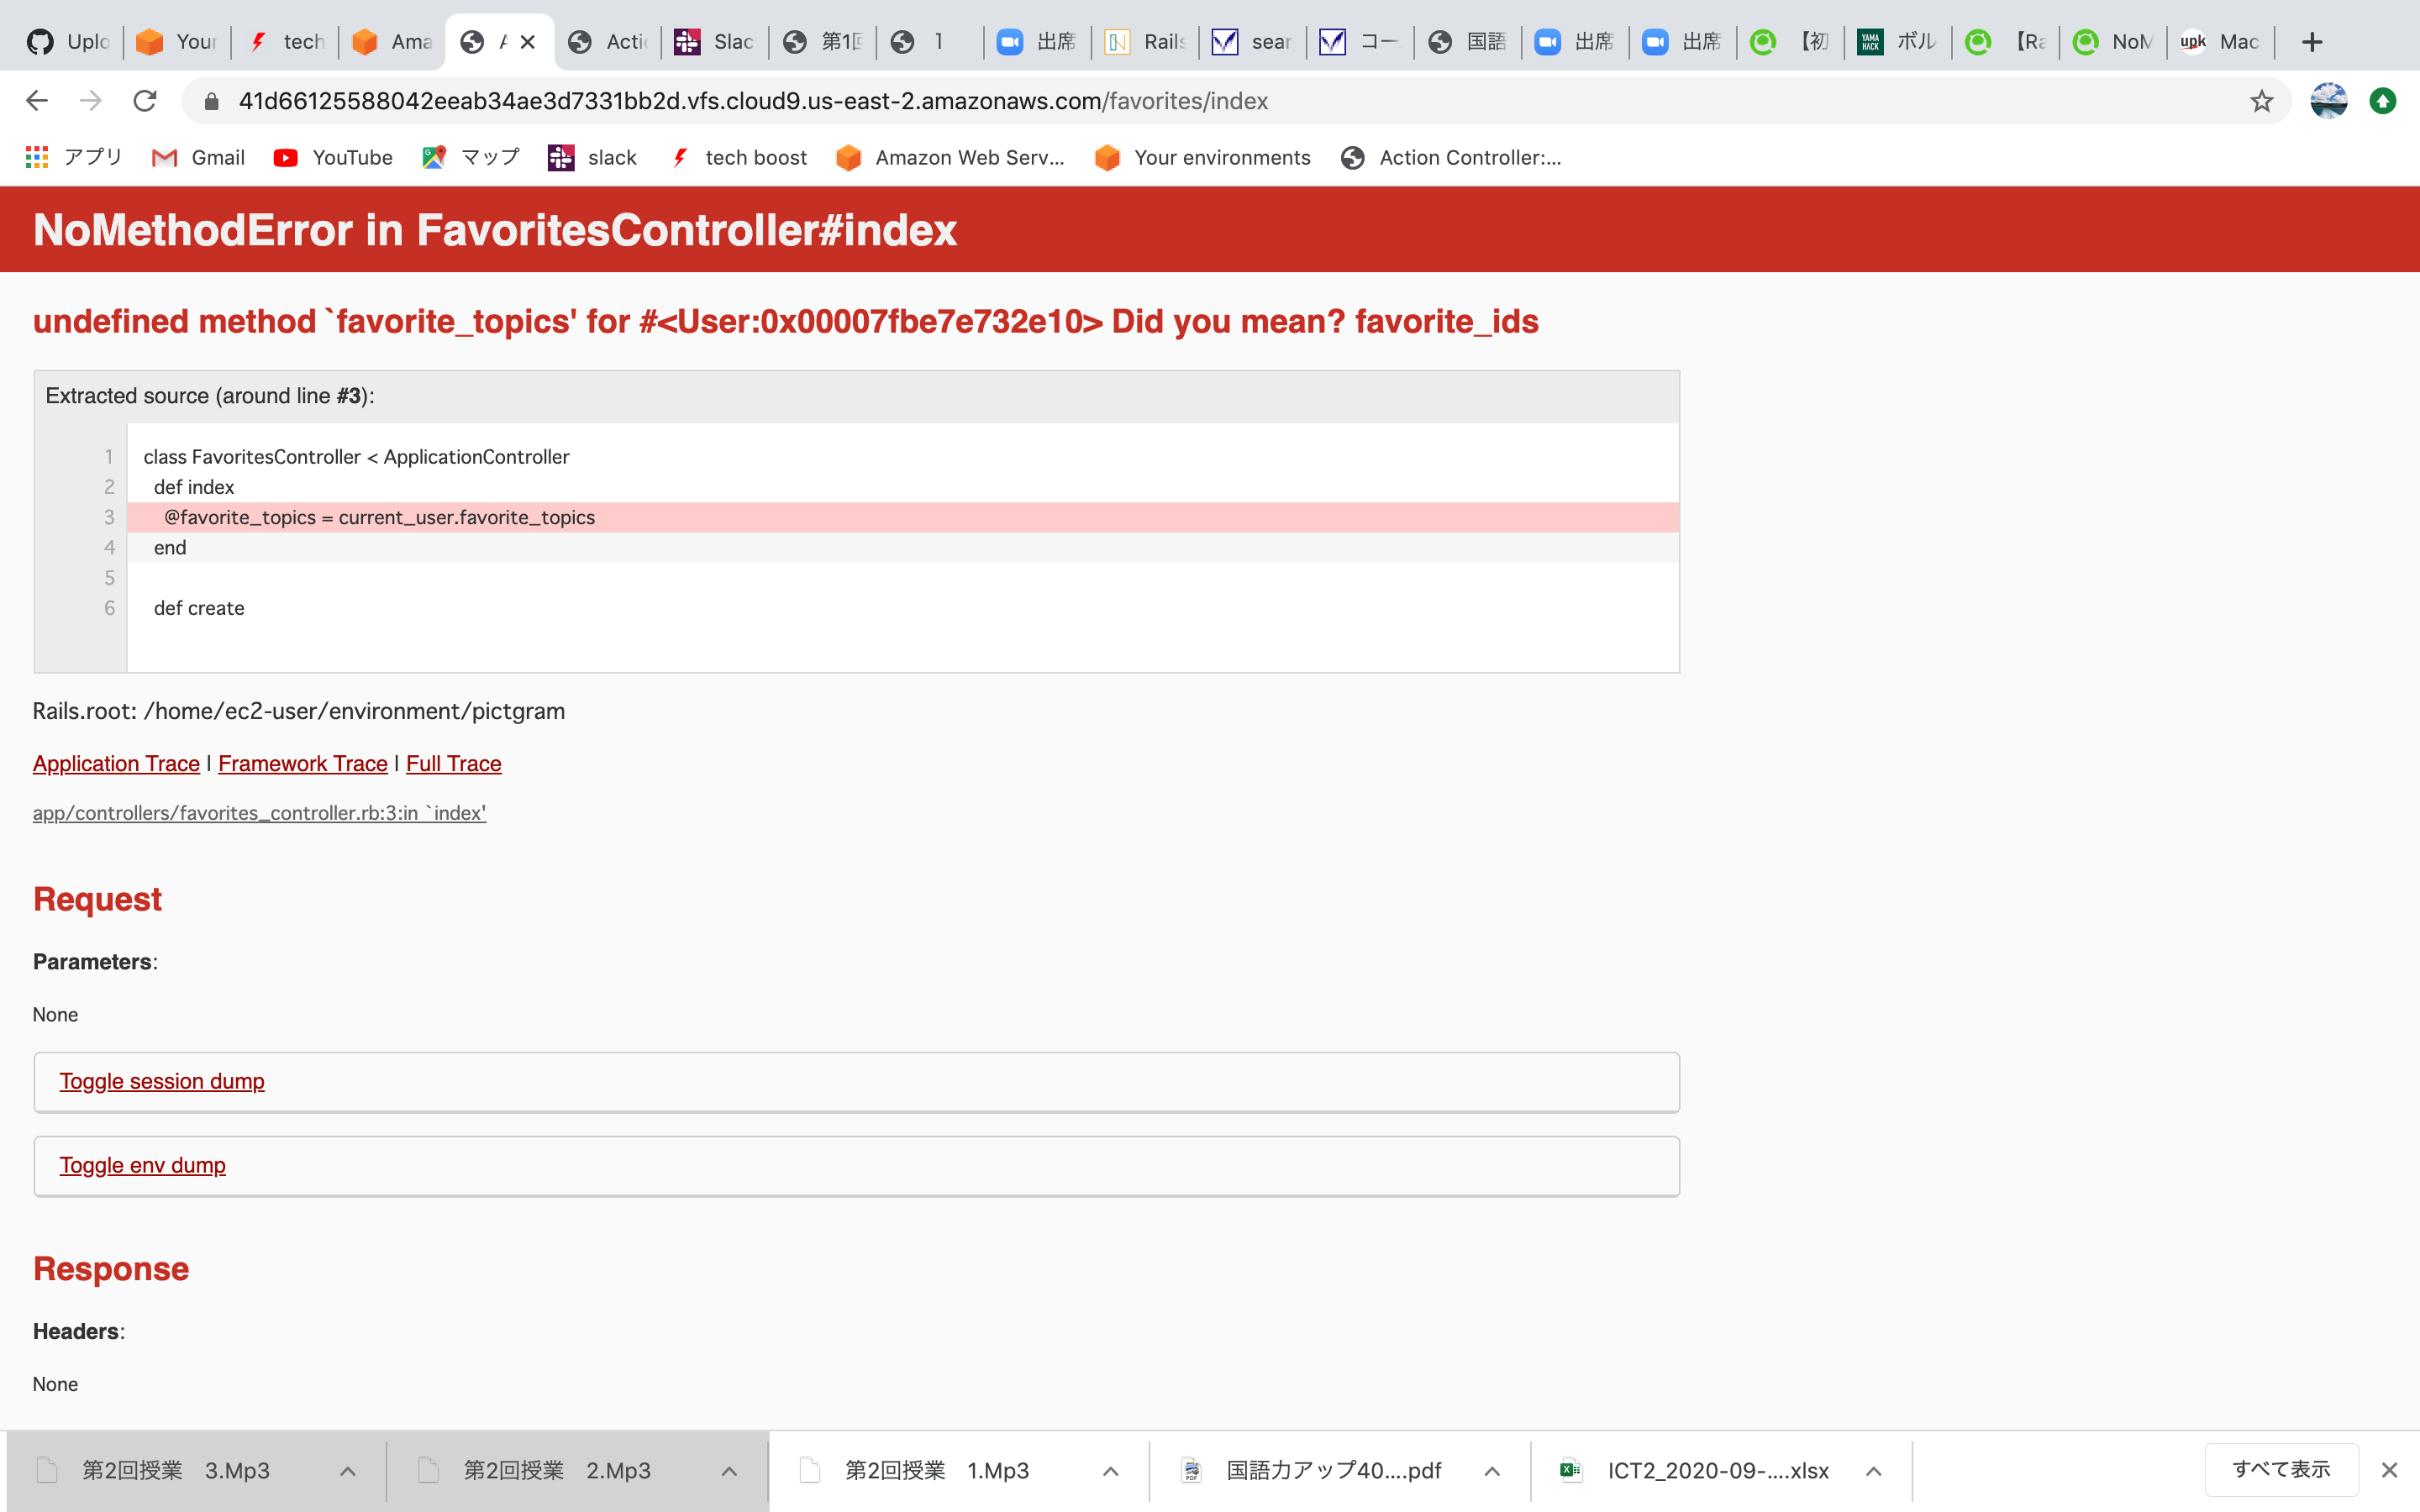 Uplo Your tech Ama Acti Slac 第1回 1 出席 Rails sear コー 国語 出席 出席 【初 YAMA HACK ボル 【Ra NoM upk Mac
41d66125588042eeab34ae3d7331bb2d.vfs.cloud9.us-east-2.amazonaws.com/favorites/index
アプリ Gmail YouTube マップ slack tech boost Amazon Web Serv... Your environments Action Controller:...
NoMethodError in FavoritesController#index
undefined method `favorite_topics' for #<User:0x00007fbe7e732e10> Did you mean? favorite_ids
Extracted source (around line #3):
1 class FavoritesController < ApplicationController
2 def index
3 @favorite_topics = current_user.favorite_topics
4 end
5
6 def create
Rails.root: /home/ec2-user/environment/pictgram
Application Trace | Framework Trace | Full Trace
app/controllers/favorites_controller.rb:3:in `index'
Request
Parameters:
None
Toggle session dump
Toggle env dump
Response
Headers:
None
第2回授業 3.Mp3 第2回授業 2.Mp3 第2回授業 1.Mp3 国語力アップ40....pdf ICT2_2020-09-....xlsx すべて表示